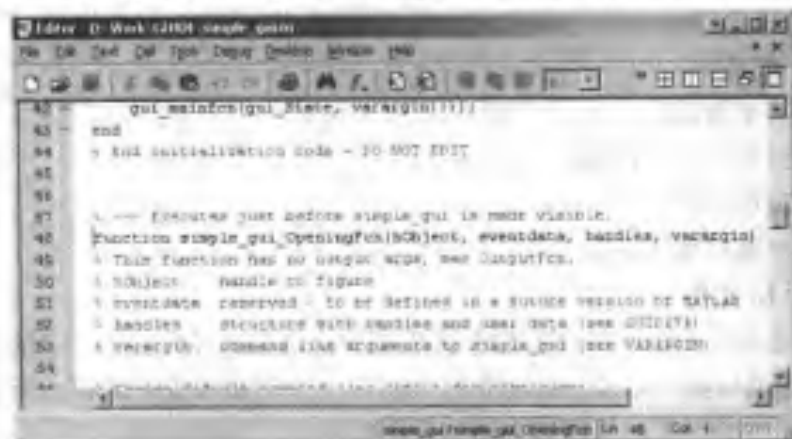 Editor D:\Work\GUIDE\simple_gui.m
File Edit Text Cell Tools Debug Desktop Window Help
42 gui_mainfcn(gui_State, varargin{:});
43 end
44 % End initialization code - DO NOT EDIT
45
46
47 % --- Executes just before simple_gui is made visible.
48 function simple_gui_OpeningFcn(hObject, eventdata, handles, varargin)
49 % This function has no output args, see OutputFcn.
50 % hObject handle to figure
51 % eventdata reserved - to be defined in a future version of MATLAB
52 % handles structure with handles and user data (see GUIDATA)
53 % varargin command line arguments to simple_gui (see VARARGIN)
54
simple_gui / simple_gui_OpeningFcn Ln 48 Col 1